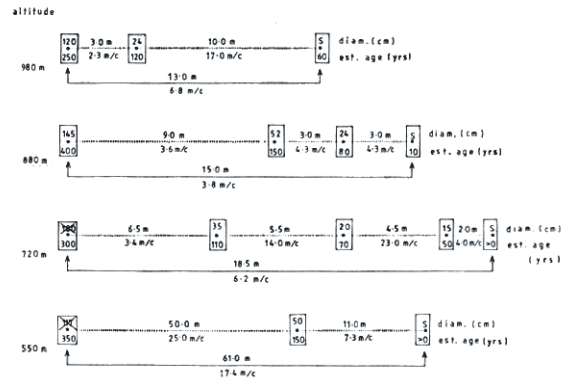 altitude
120 3·0 m 24 10·0 m S diam.(cm)
250 2·3 m/c 120 17·0 m/c 60 est. age (yrs)
980 m
13·0 m
6·8 m/c
145 9·0 m 52 3·0 m 24 3·0 m S diam,(cm)
400 3·6 m/c 150 4·3 m/c 80 4·3 m/c 10 est. age(yrs)
880 m
15·0 m
3·8 m/c
6·5 m 35 5·5 m 20 4·5 m 15 2·0 m S diam.(cm)
300 3·4 m/c 110 14·0 m/c 70 23·0 m/c 50 4·0 m/c >0 est. age
720 m
(yrs)
18·5 m
6·2 m/c
50·0 m 50 11·0 m S diam.(cm)
350 25·0 m/c 150 7·3 m/c >0 est. age(yrs)
550 m
61·0 m
17·4 m/c